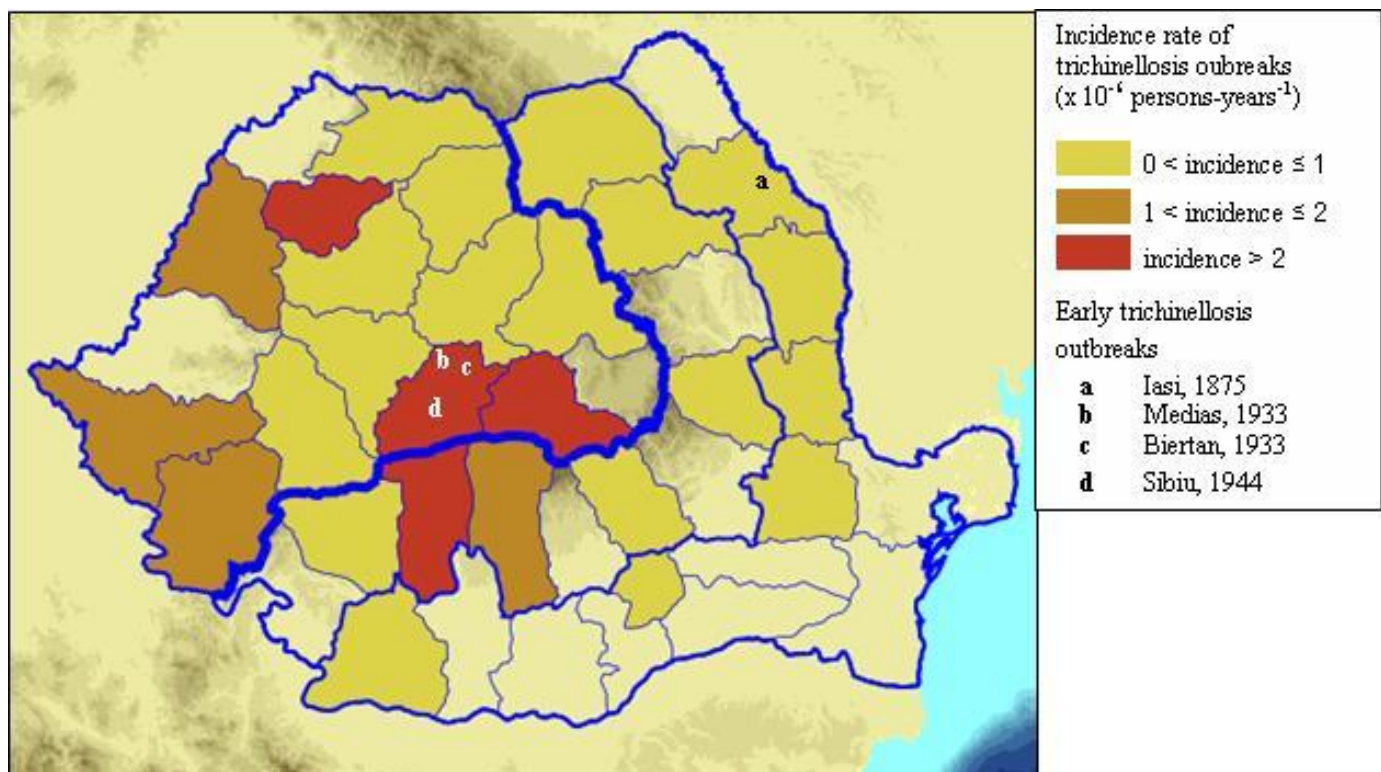 a
b
c
d
Incidence rate of
trichinellosis oubreaks
(x 10⁻⁶ persons-years⁻¹)
0 < incidence ≤ 1
1 < incidence ≤ 2
incidence > 2
Early trichinellosis
outbreaks
a Iasi, 1875
b Medias, 1933
c Biertan, 1933
d Sibiu, 1944